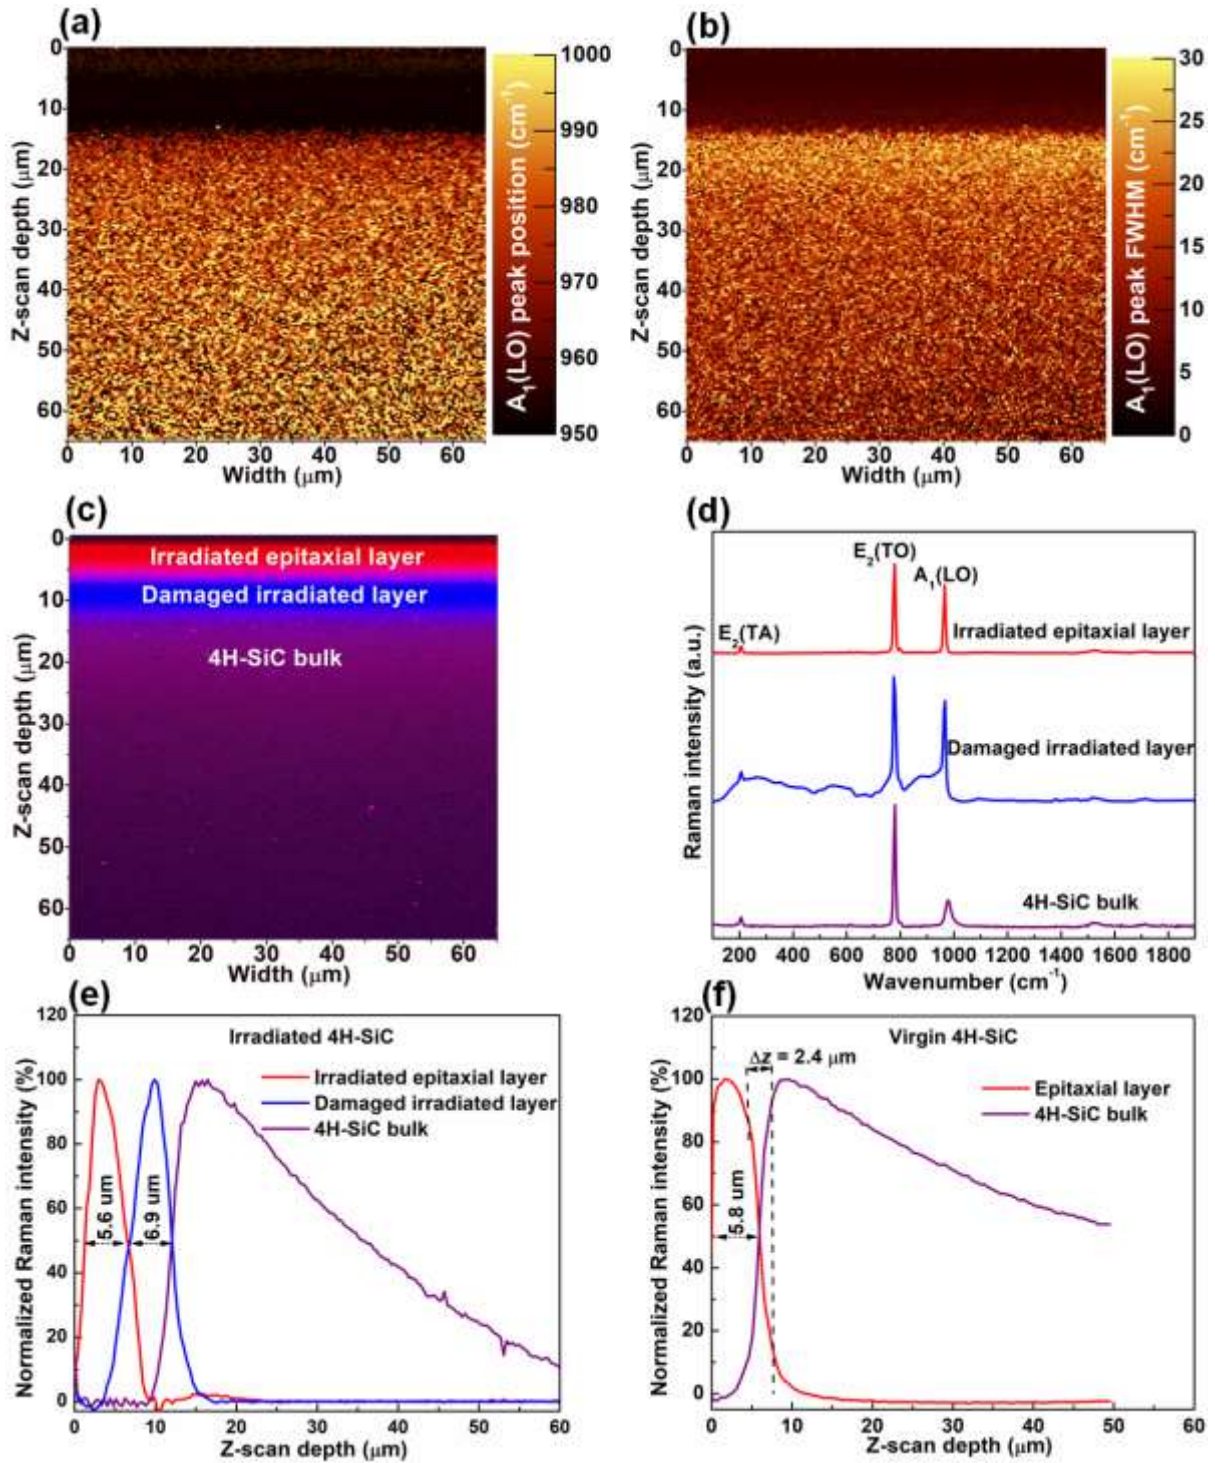 (a)
0
10
20
30
40
50
60
Z-scan depth (μm)
0 10 20 30 40 50 60
Width (μm)
1000
990
980
970
960
950
A₁(LO) peak position (cm⁻¹)
(b)
0
10
20
30
40
50
60
Z-scan depth (μm)
0 10 20 30 40 50 60
Width (μm)
30
25
20
15
10
5
0
A₁(LO) peak FWHM (cm⁻¹)
(c)
Irradiated epitaxial layer
Damaged irradiated layer
4H-SiC bulk
0
10
20
30
40
50
60
Z-scan depth (μm)
0 10 20 30 40 50 60
Width (μm)
(d)
E₂(TO)
A₁(LO)
E₂(TA)
Irradiated epitaxial layer
Damaged irradiated layer
4H-SiC bulk
Raman intensity (a.u.)
200 400 600 800 1000 1200 1400 1600 1800
Wavenumber (cm⁻¹)
(e)
Irradiated 4H-SiC
Irradiated epitaxial layer
Damaged irradiated layer
4H-SiC bulk
5.6 um
6.9 um
120
100
80
60
40
20
0
Normalized Raman intensity (%)
0 10 20 30 40 50 60
Z-scan depth (μm)
(f)
Virgin 4H-SiC
Δz = 2.4 μm
Epitaxial layer
4H-SiC bulk
5.8 um
120
100
80
60
40
20
0
Normalized Raman intensity (%)
0 10 20 30 40 50 60
Z-scan depth (μm)